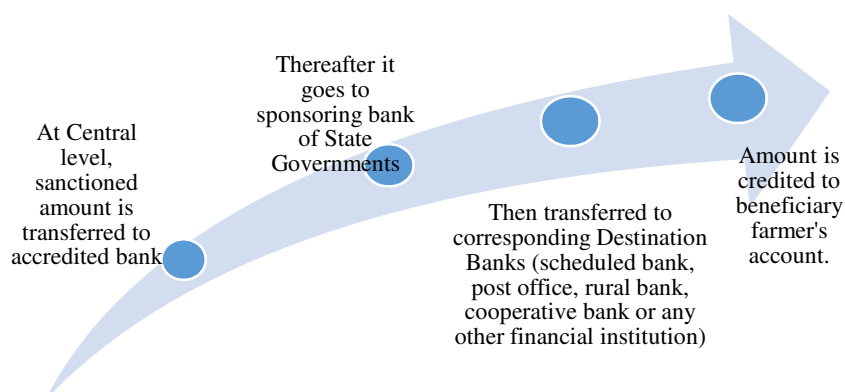 At Central
level,
sanctioned
amount is
transferred to
accredited bank
Thereafter it
goes to
sponsoring bank
of State
Governments
Then transferred to
corresponding Destination
Banks (scheduled bank,
post office, rural bank,
cooperative bank or any
other financial institution)
Amount is
credited to
beneficiary
farmer's
account.